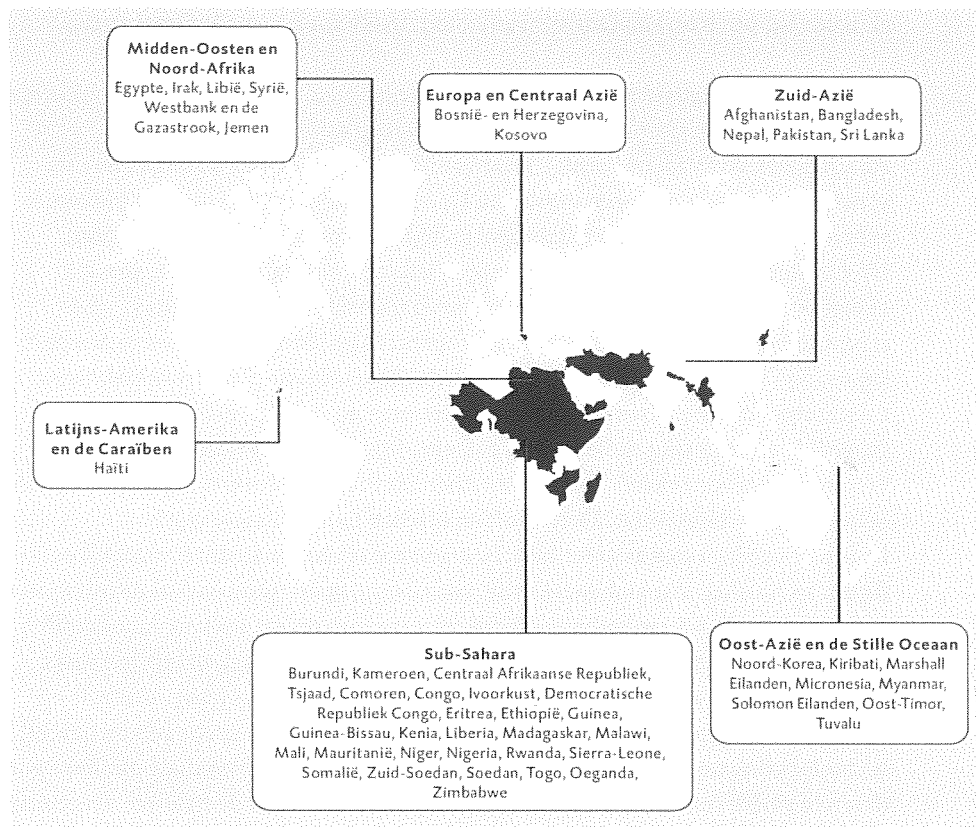 Midden-Oosten en
Noord-Afrika
Egypte, Irak, Libië, Syrië,
Westbank en de
Gazastrook, Jemen
Europa en Centraal Azië
Bosnië- en Herzegovina,
Kosovo
Zuid-Azië
Afghanistan, Bangladesh,
Nepal, Pakistan, Sri Lanka
Latijns-Amerika
en de Caraïben
Haïti
Sub-Sahara
Burundi, Kameroen, Centraal Afrikaanse Republiek,
Tsjaad, Comoren, Congo, Ivoorkust, Democratische
Republiek Congo, Eritrea, Ethiopië, Guinea,
Guinea-Bissau, Kenia, Liberia, Madagaskar, Malawi,
Mali, Mauritanië, Niger, Nigeria, Rwanda, Sierra-Leone,
Somalië, Zuid-Soedan, Soedan, Togo, Oeganda,
Zimbabwe
Oost-Azië en de Stille Oceaan
Noord-Korea, Kiribati, Marshall
Eilanden, Micronesia, Myanmar,
Solomon Eilanden, Oost-Timor,
Tuvalu